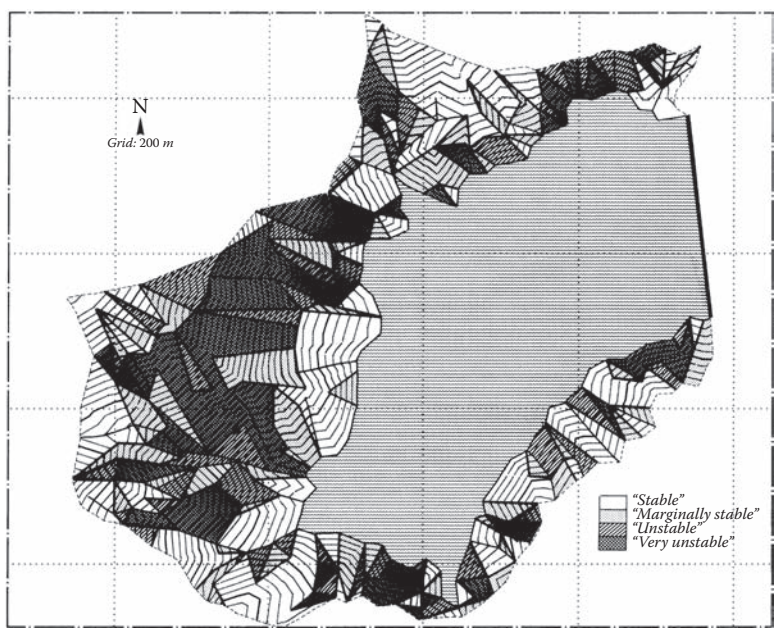 N
Grid: 200 m
“Stable”
“Marginally stable”
“Unstable”
“Very unstable”